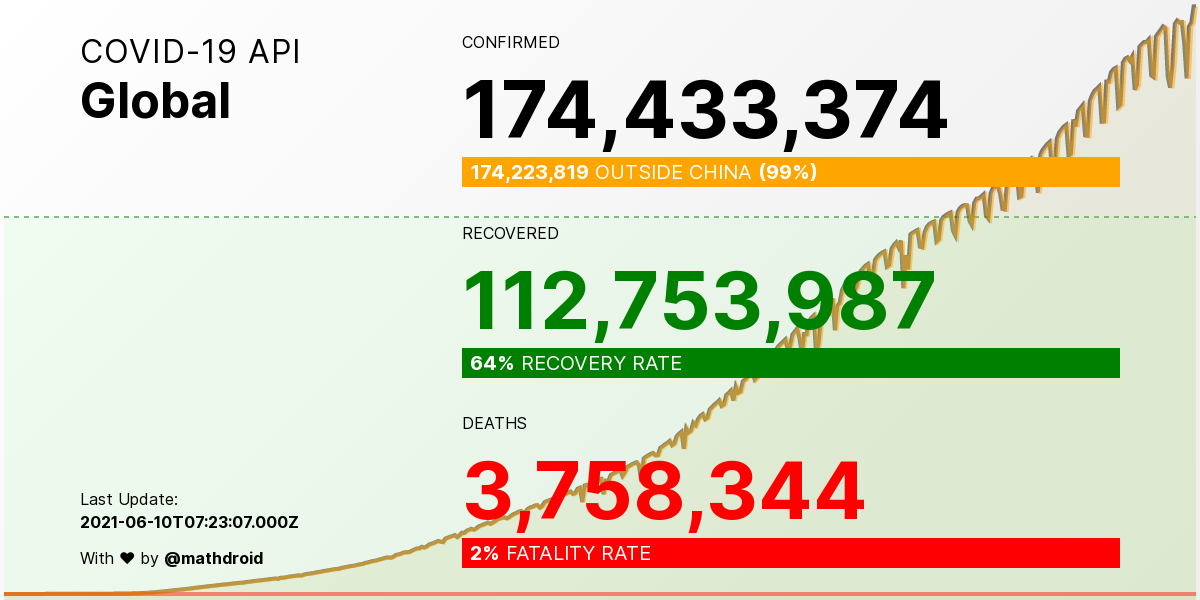 COVID-19 API
Global
CONFIRMED
174,433,374
174,223,819 OUTSIDE CHINA (99%)
RECOVERED
112,753,987
64% RECOVERY RATE
DEATHS
3,758,344
2% FATALITY RATE
Last Update:
2021-06-10T07:23:07.000Z
With ♥ by @mathdroid